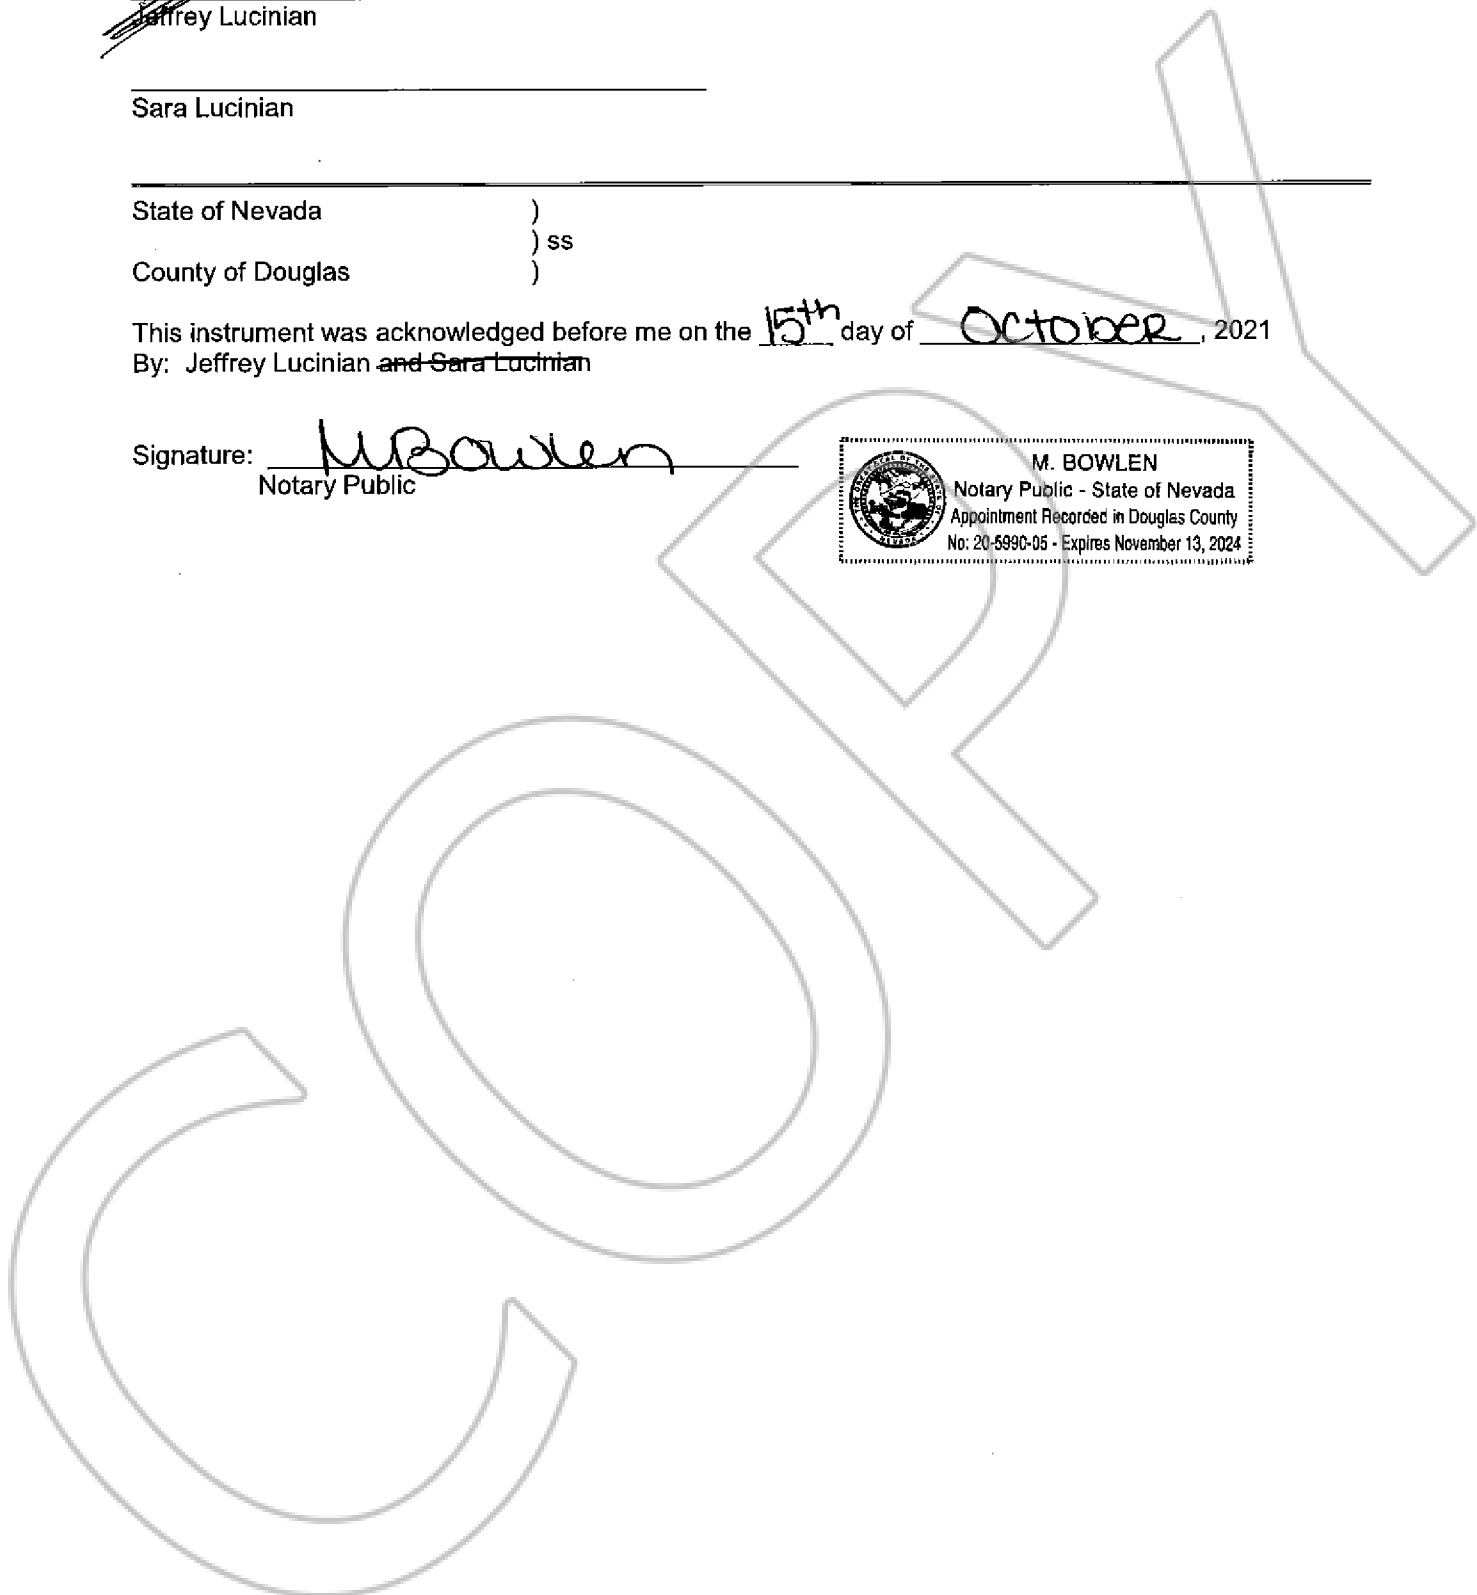 Jeffrey Lucinian
Sara Lucinian
State of Nevada )
) ss
County of Douglas )
This instrument was acknowledged before me on the 15th day of October, 2021
By: Jeffrey Lucinian and Sara Lucinian
Signature: MBowlen
Notary Public
M. BOWLEN
Notary Public - State of Nevada
Appointment Recorded in Douglas County
No: 20-5990-05 - Expires November 13, 2024
NEVADA
COPY